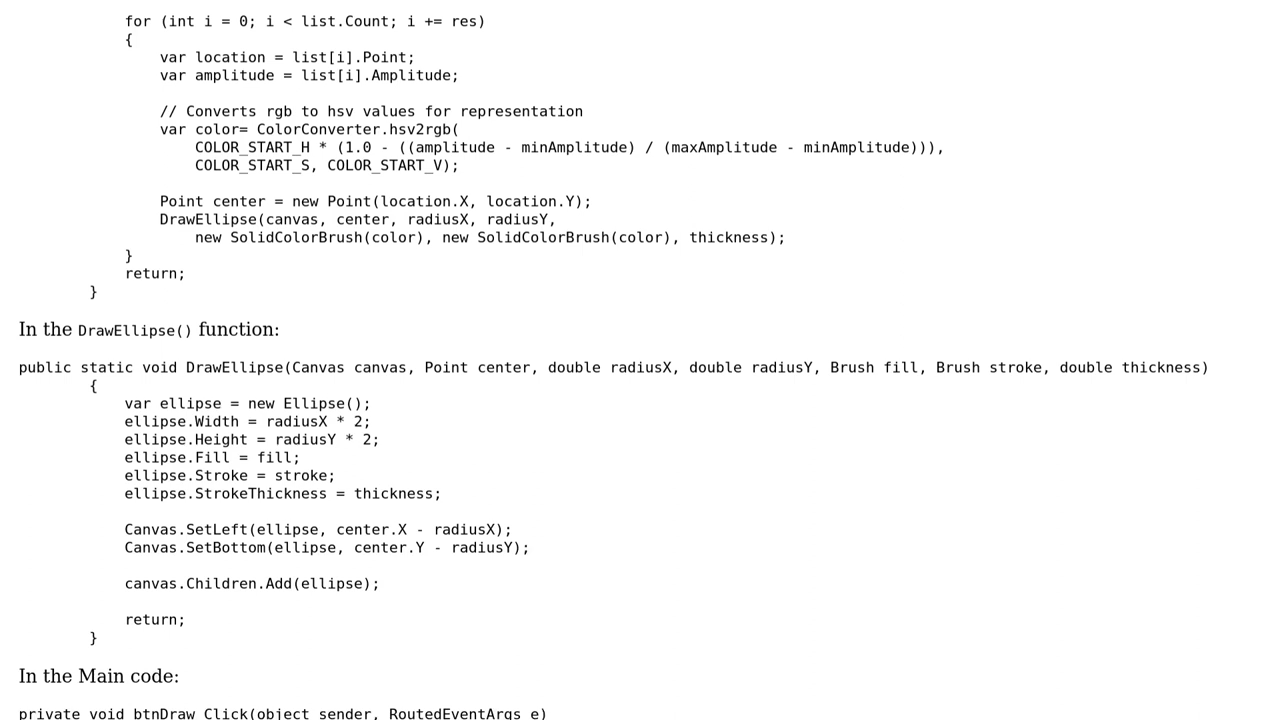 for (int i = 0; i < list.Count; i += res)
{
var location = list[i].Point;
var amplitude = list[i].Amplitude;
// Converts rgb to hsv values for representation
var color= ColorConverter.hsv2rgb(
COLOR_START_H * (1.0 - ((amplitude - minAmplitude) / (maxAmplitude - minAmplitude))),
COLOR_START_S, COLOR_START_V);
Point center = new Point(location.X, location.Y);
DrawEllipse(canvas, center, radiusX, radiusY,
new SolidColorBrush(color), new SolidColorBrush(color), thickness);
}
return;
}
In the DrawEllipse() function:
public static void DrawEllipse(Canvas canvas, Point center, double radiusX, double radiusY, Brush fill, Brush stroke, double thickness)
{
var ellipse = new Ellipse();
ellipse.Width = radiusX * 2;
ellipse.Height = radiusY * 2;
ellipse.Fill = fill;
ellipse.Stroke = stroke;
ellipse.StrokeThickness = thickness;
Canvas.SetLeft(ellipse, center.X - radiusX);
Canvas.SetBottom(ellipse, center.Y - radiusY);
canvas.Children.Add(ellipse);
return;
}
In the Main code:
private void btnDraw_Click(object sender, RoutedEventArgs e)